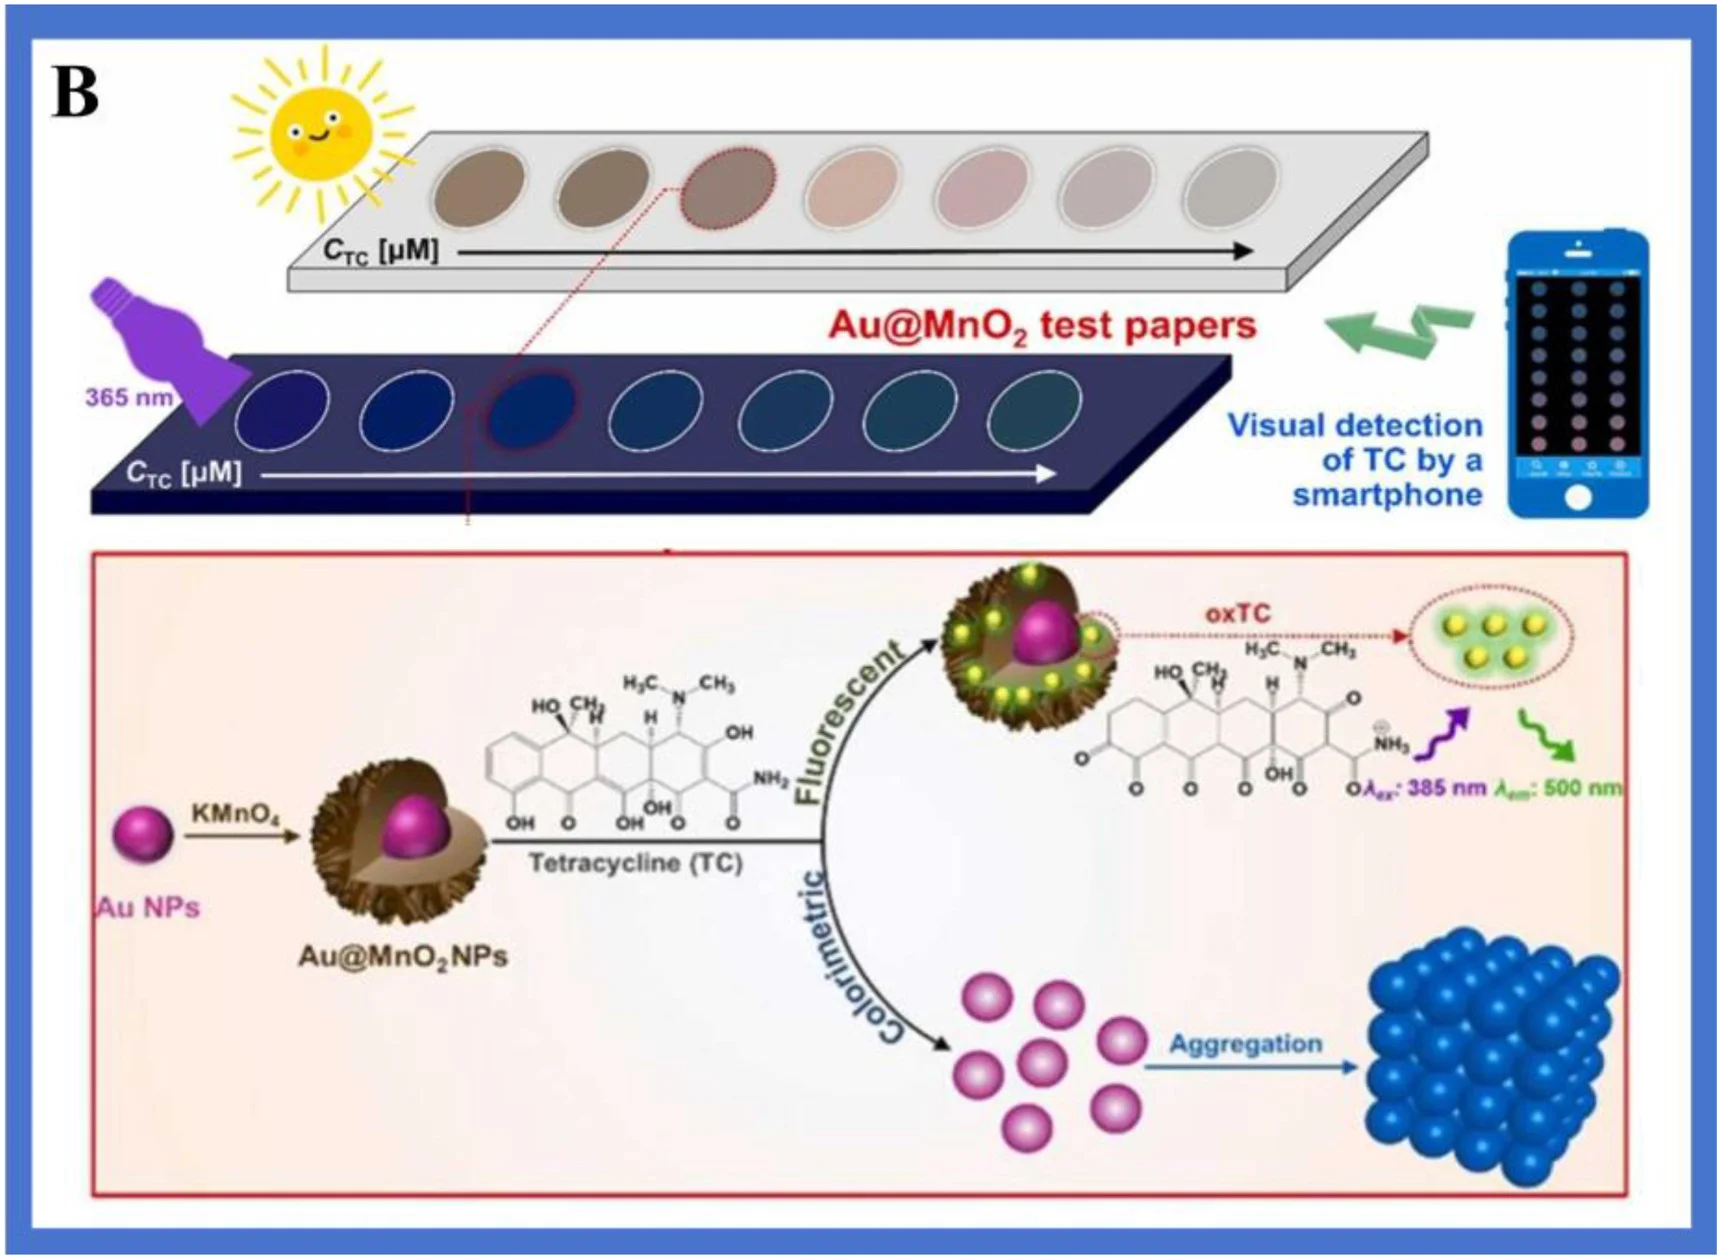 B
C_TC [µM]
Au@MnO₂ test papers
365 nm
C_TC [µM]
Visual detection
of TC by a
smartphone
Au NPs
KMnO₄
Au@MnO₂ NPs
H₃C N CH₃
HO CH₃ H H
OH
NH₂
OH O OH OH O O
Tetracycline (TC)
Fluorescent
Colorimetric
oxTC
H₃C N CH₃
HO CH₃ H H
O
⊕
NH₃
O
OH
O O O O O
λex: 385 nm λem: 500 nm
Aggregation